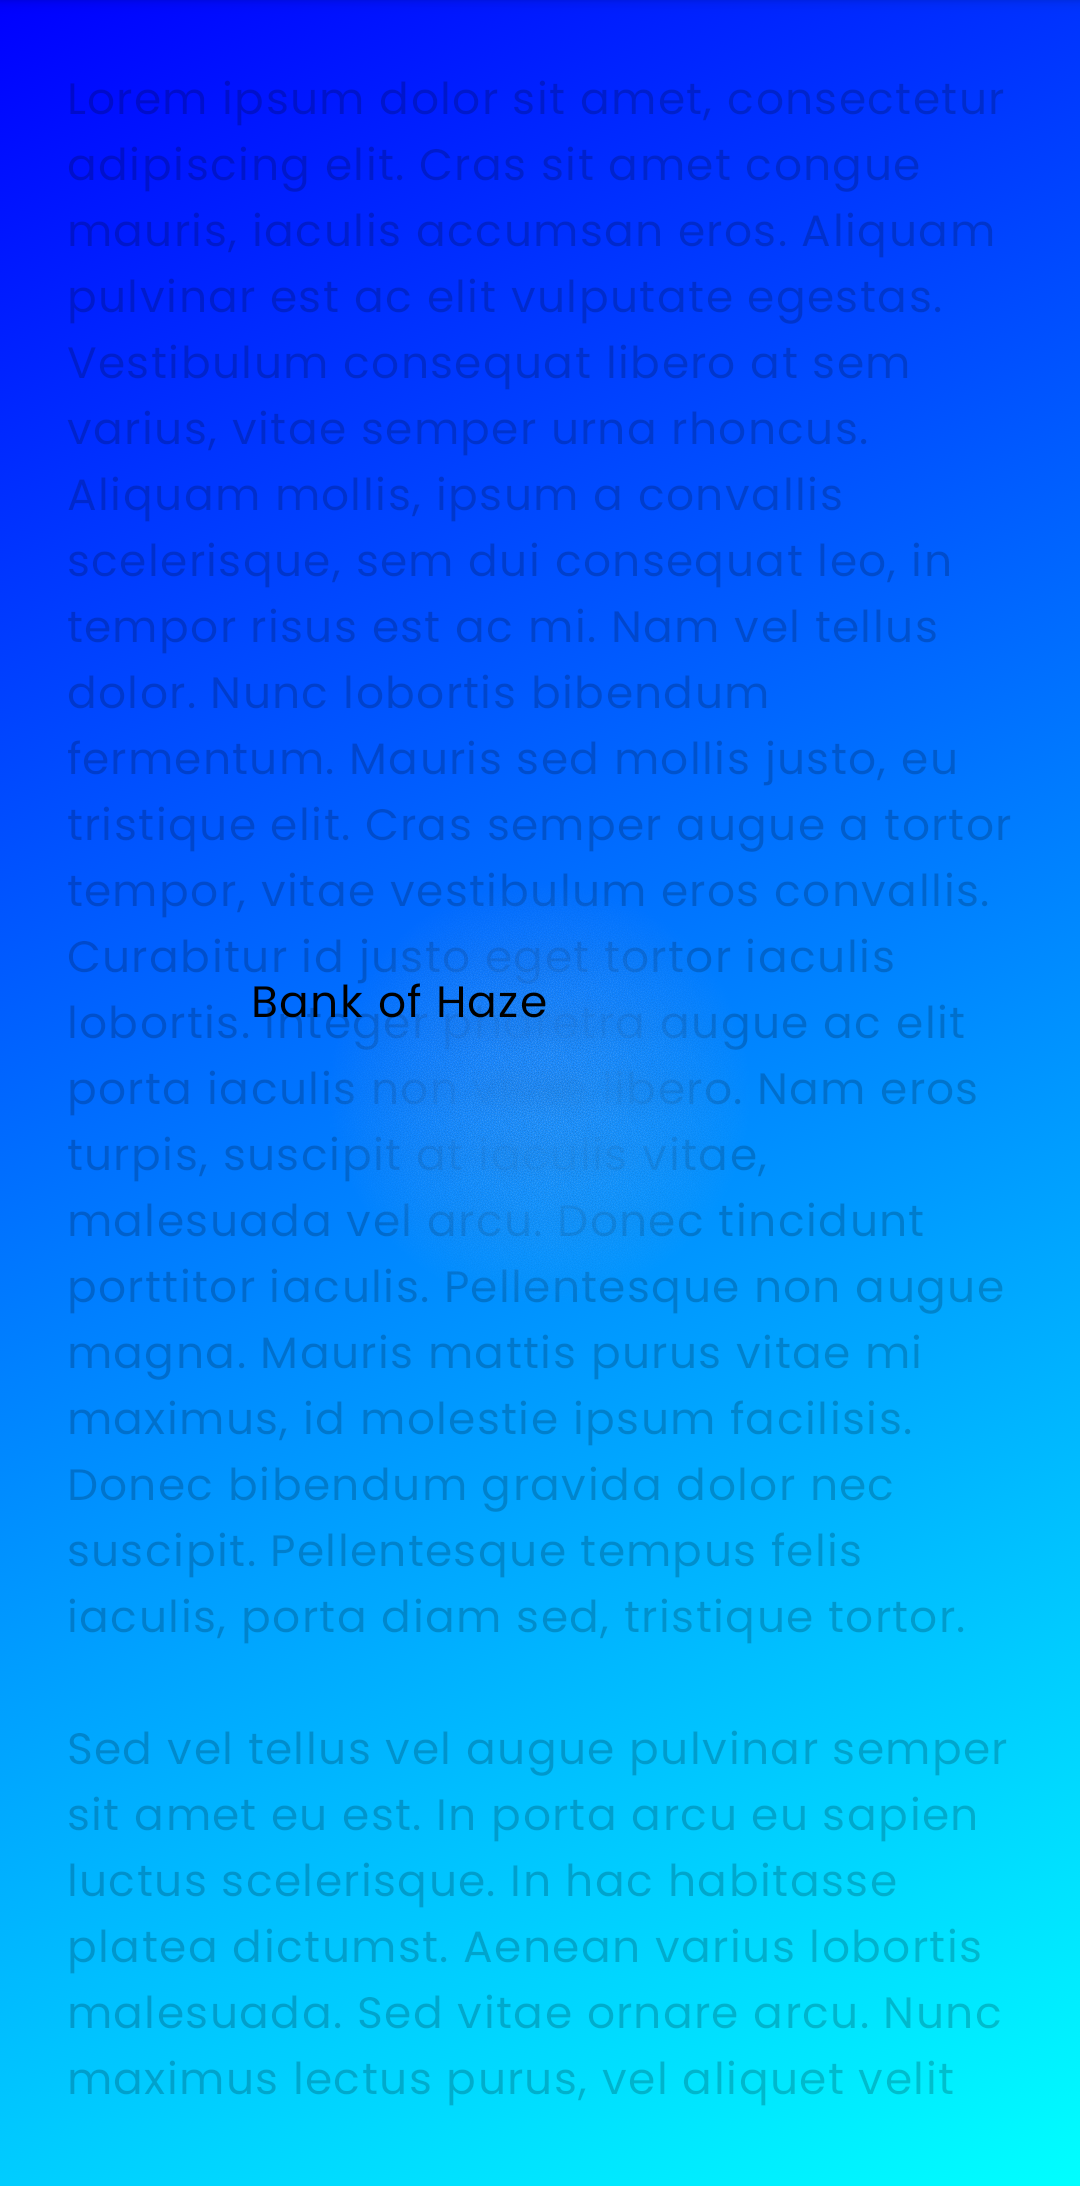 Lorem ipsum dolor sit amet, consectetur
adipiscing elit. Cras sit amet congue
mauris, iaculis accumsan eros. Aliquam
pulvinar est ac elit vulputate egestas.
Vestibulum consequat libero at sem
varius, vitae semper urna rhoncus.
Aliquam mollis, ipsum a convallis
scelerisque, sem dui consequat leo, in
tempor risus est ac mi. Nam vel tellus
dolor. Nunc lobortis bibendum
fermentum. Mauris sed mollis justo, eu
tristique elit. Cras semper augue a tortor
tempor, vitae vestibulum eros convallis.
Curabitur id justo eget tortor iaculis
Bank of Haze
lobortis. Integer pharetra augue ac elit
porta iaculis non libero. Nam eros
turpis, suscipit at iaculis vitae,
malesuada vel arcu. Donec tincidunt
porttitor iaculis. Pellentesque non augue
magna. Mauris mattis purus vitae mi
maximus, id molestie ipsum facilisis.
Donec bibendum gravida dolor nec
suscipit. Pellentesque tempus felis
iaculis, porta diam sed, tristique tortor.
Sed vel tellus vel augue pulvinar semper
sit amet eu est. In porta arcu eu sapien
luctus scelerisque. In hac habitasse
platea dictumst. Aenean varius lobortis
malesuada. Sed vitae ornare arcu. Nunc
maximus lectus purus, vel aliquet velit